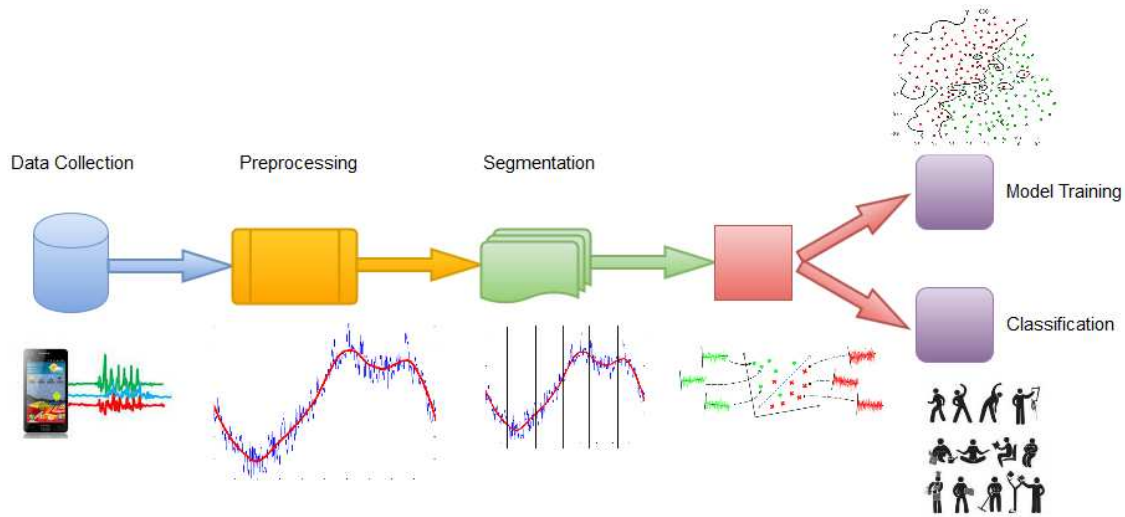 Data Collection
Preprocessing
Segmentation
Model Training
Classification